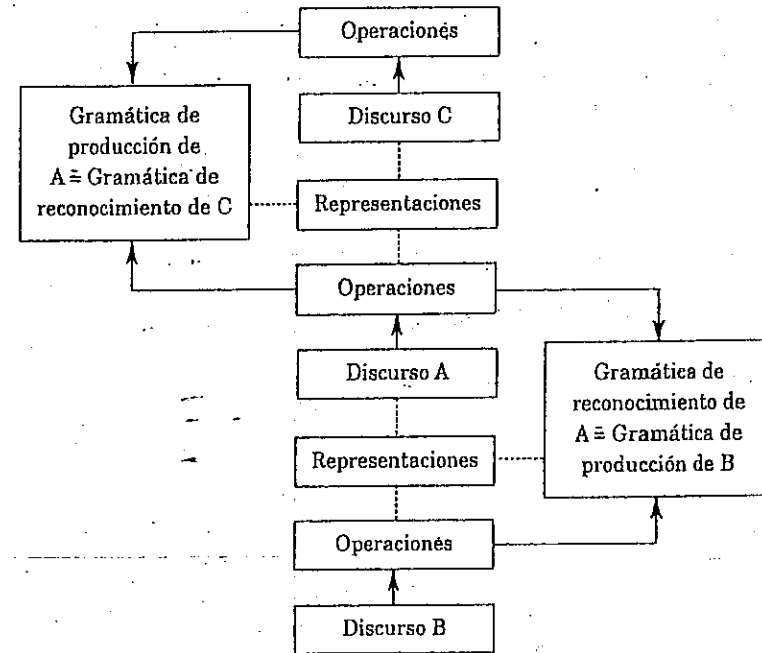 Operaciones
Gramática de
producción de
A ≅ Gramática de
reconocimiento de C
Discurso C
Representaciones
Operaciones
Discurso A
Gramática de
reconocimiento de
A ≅ Gramática de
producción de B
Representaciones
Operaciones
Discurso B